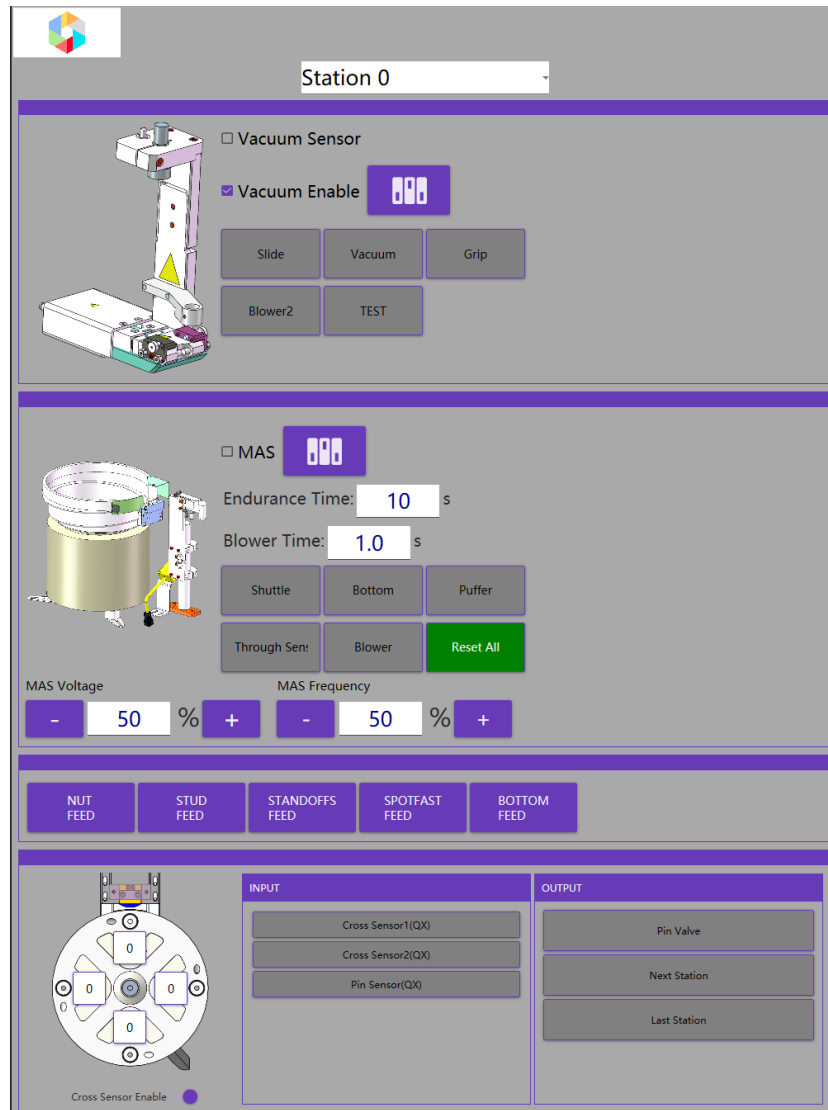 Station 0
Vacuum Sensor
Vacuum Enable
Slide
Vacuum
Grip
Blower2
TEST
MAS
Endurance Time: 10 s
Blower Time: 1.0 s
Shuttle
Bottom
Puffer
Through Sens
Blower
Reset All
MAS Voltage
MAS Frequency
- 50 % +
- 50 % +
NUT
FEED
STUD
FEED
STANDOFFS
FEED
SPOTFAST
FEED
BOTTOM
FEED
0
0
0
0
Cross Sensor Enable
INPUT
Cross Sensor1(QX)
Cross Sensor2(QX)
Pin Sensor(QX)
OUTPUT
Pin Valve
Next Station
Last Station